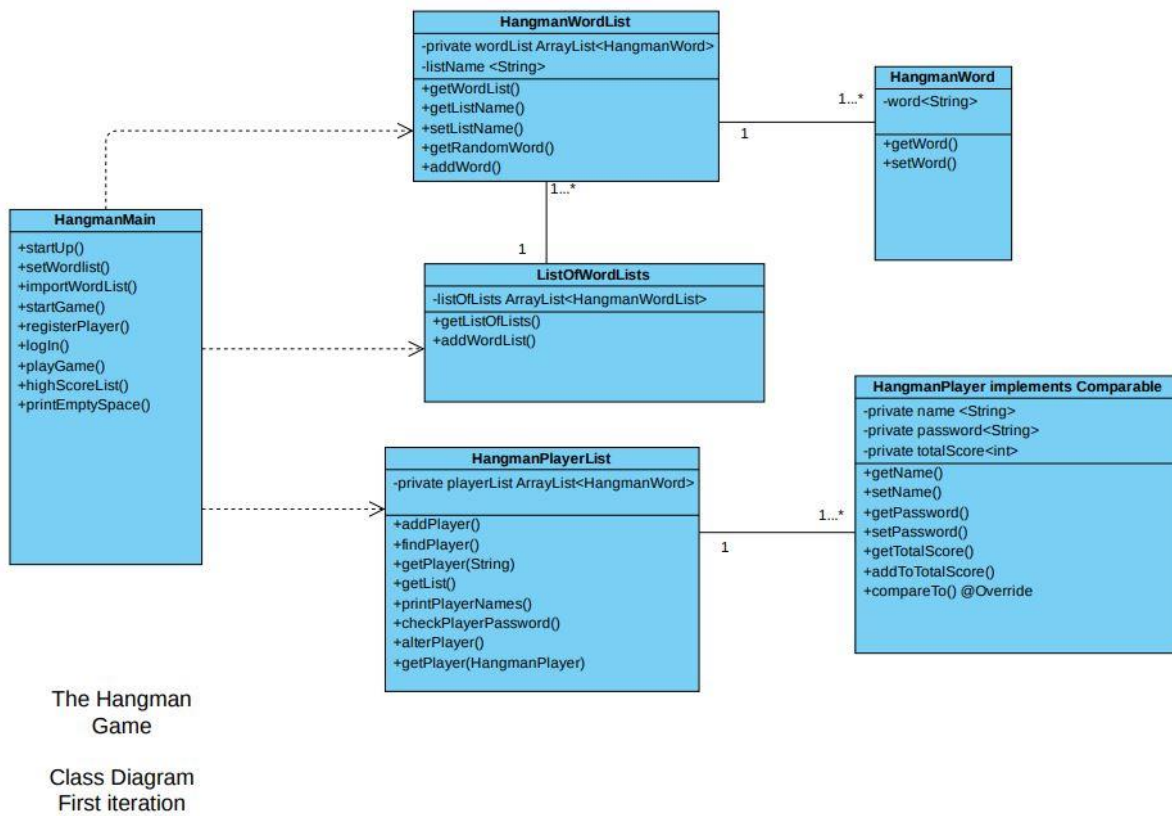 HangmanWordList
-private wordList ArrayList<HangmanWord>
-listName <String>
+getWordList()
+getListName()
+setListName()
+getRandomWord()
+addWord()
1...*
1
HangmanWord
-word<String>
+getWord()
+setWord()
1...*
1
HangmanMain
+startUp()
+setWordlist()
+importWordList()
+startGame()
+registerPlayer()
+logIn()
+playGame()
+highScoreList()
+printEmptySpace()
ListOfWordLists
-listOfLists ArrayList<HangmanWordList>
+getListOfLists()
+addWordList()
HangmanPlayerList
-private playerList ArrayList<HangmanWord>
+addPlayer()
+findPlayer()
+getPlayer(String)
+getList()
+printPlayerNames()
+checkPlayerPassword()
+alterPlayer()
+getPlayer(HangmanPlayer)
1...*
1
HangmanPlayer implements Comparable
-private name <String>
-private password<String>
-private totalScore<int>
+getName()
+setName()
+getPassword()
+setPassword()
+getTotalScore()
+addToTotalScore()
+compareTo() @Override
The Hangman
Game
Class Diagram
First iteration